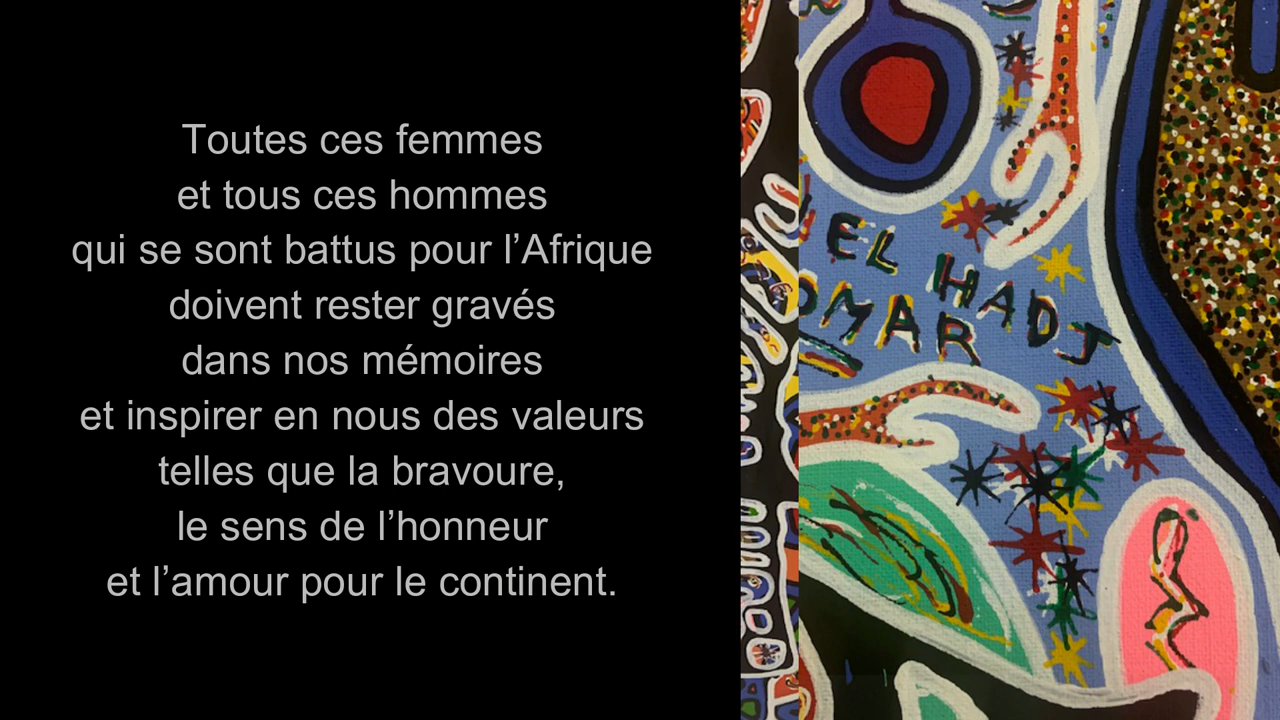 Toutes ces femmes
et tous ces hommes
qui se sont battus pour l’Afrique
doivent rester gravés
dans nos mémoires
et inspirer en nous des valeurs
telles que la bravoure,
le sens de l’honneur
et l’amour pour le continent.
EL HADJ
OMAR